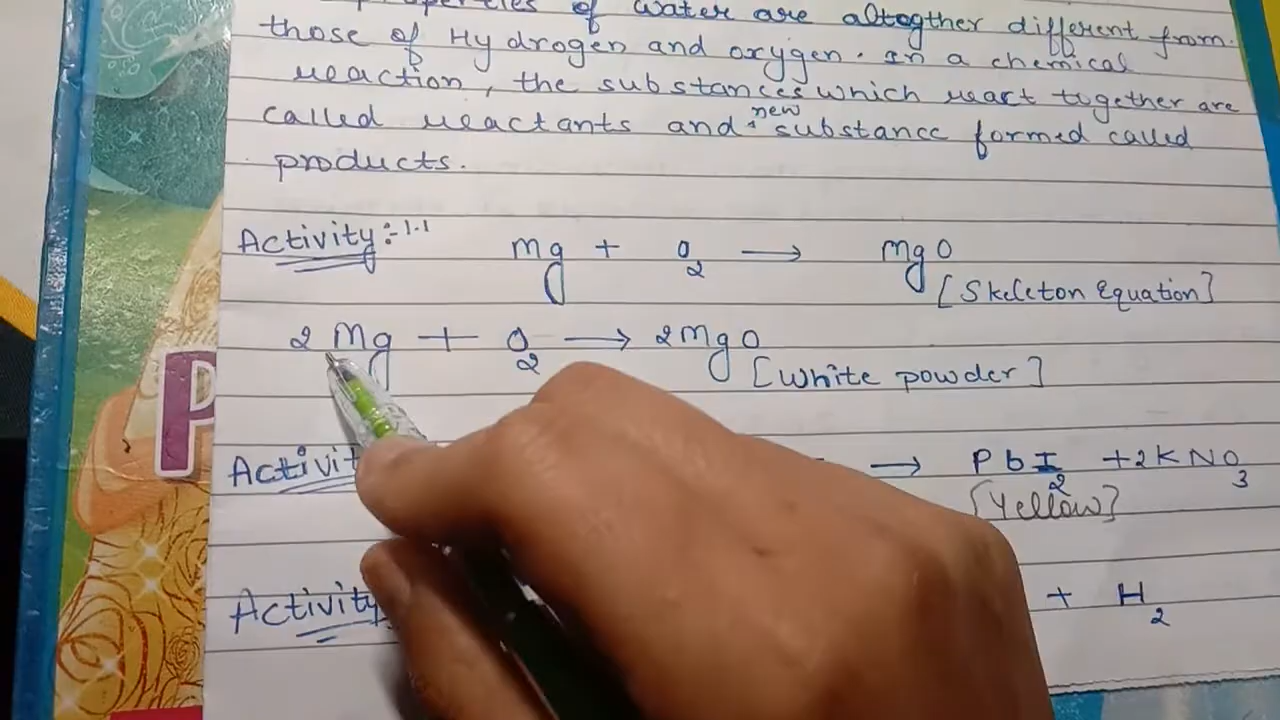 properties of water are altogther different from
those of Hydrogen and oxygen. In a chemical
reaction, the substances which react together are
called reactants and new substance formed called
products.
Activity:-1.1 Mg + O₂ → MgO
[Skeleton Equation]
2Mg + O₂ → 2MgO
[White powder]
Activit → PbI₂ + 2KNO₃
[Yellow]
Activity + H₂
P